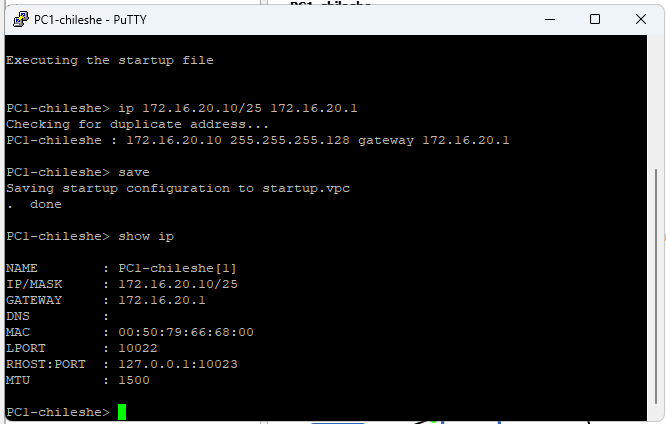 PC1-chileshe
PC1-chileshe - PuTTY
Executing the startup file
PC1-chileshe> ip 172.16.20.10/25 172.16.20.1
Checking for duplicate address...
PC1-chileshe : 172.16.20.10 255.255.255.128 gateway 172.16.20.1
PC1-chileshe> save
Saving startup configuration to startup.vpc
.  done
PC1-chileshe> show ip
NAME        : PC1-chileshe[1]
IP/MASK     : 172.16.20.10/25
GATEWAY     : 172.16.20.1
DNS         :
MAC         : 00:50:79:66:68:00
LPORT       : 10022
RHOST:PORT  : 127.0.0.1:10023
MTU         : 1500
PC1-chileshe>